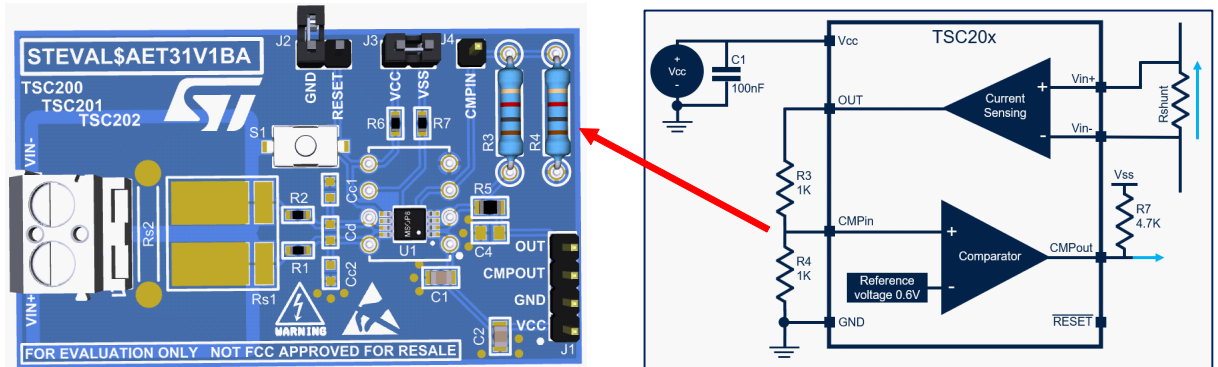 STEVAL$AET31V1BA
TSC200
TSC201
TSC202
J2
GND
RESET
J3
J4
VCC
VSS
CMPIN
R6
R7
R3
R4
S1
VIN-
VIN+
Rs2
Rs1
R2
R1
Cc1
Cd
Cc2
MSOP8
U1
R5
C4
C1
C2
OUT
CMPOUT
GND
VCC
J1
WARNING
FOR EVALUATION ONLY NOT FCC APPROVED FOR RESALE
TSC20x
Vcc
+
Vcc
-
C1
100nF
OUT
+
Current
Sensing
-
Vin+
Vin-
Rshunt
R3
1K
CMPin
R4
1K
+
Comparator
-
Reference
voltage 0.6V
Vss
R7
4.7K
CMPout
GND
RESET